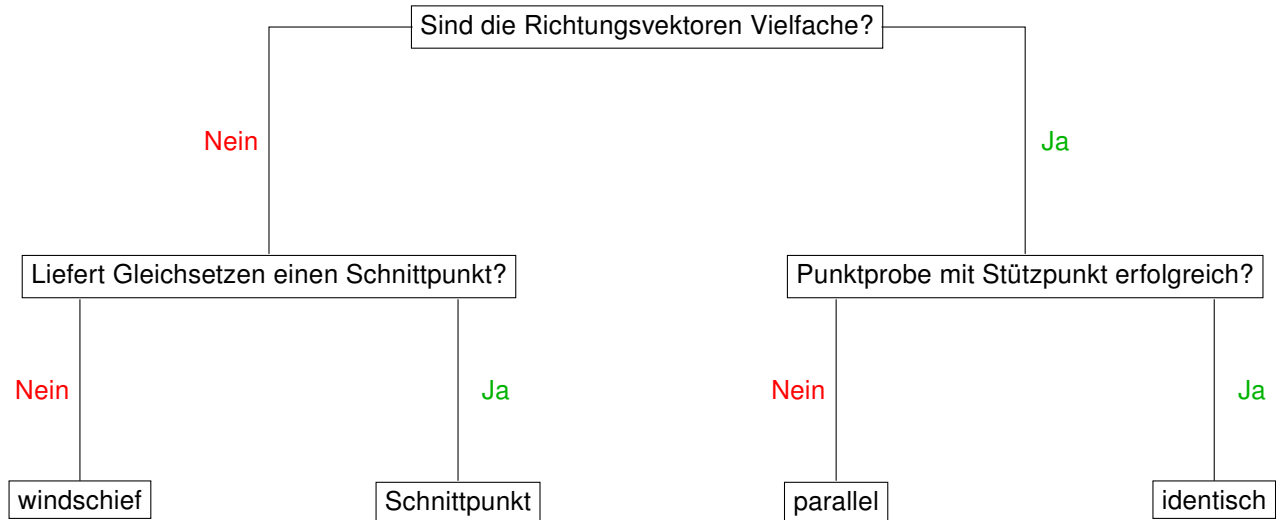 Sind die Richtungsvektoren Vielfache?
Nein
Ja
Liefert Gleichsetzen einen Schnittpunkt?
Punktprobe mit Stützpunkt erfolgreich?
Nein
Ja
Nein
Ja
windschief
Schnittpunkt
parallel
identisch